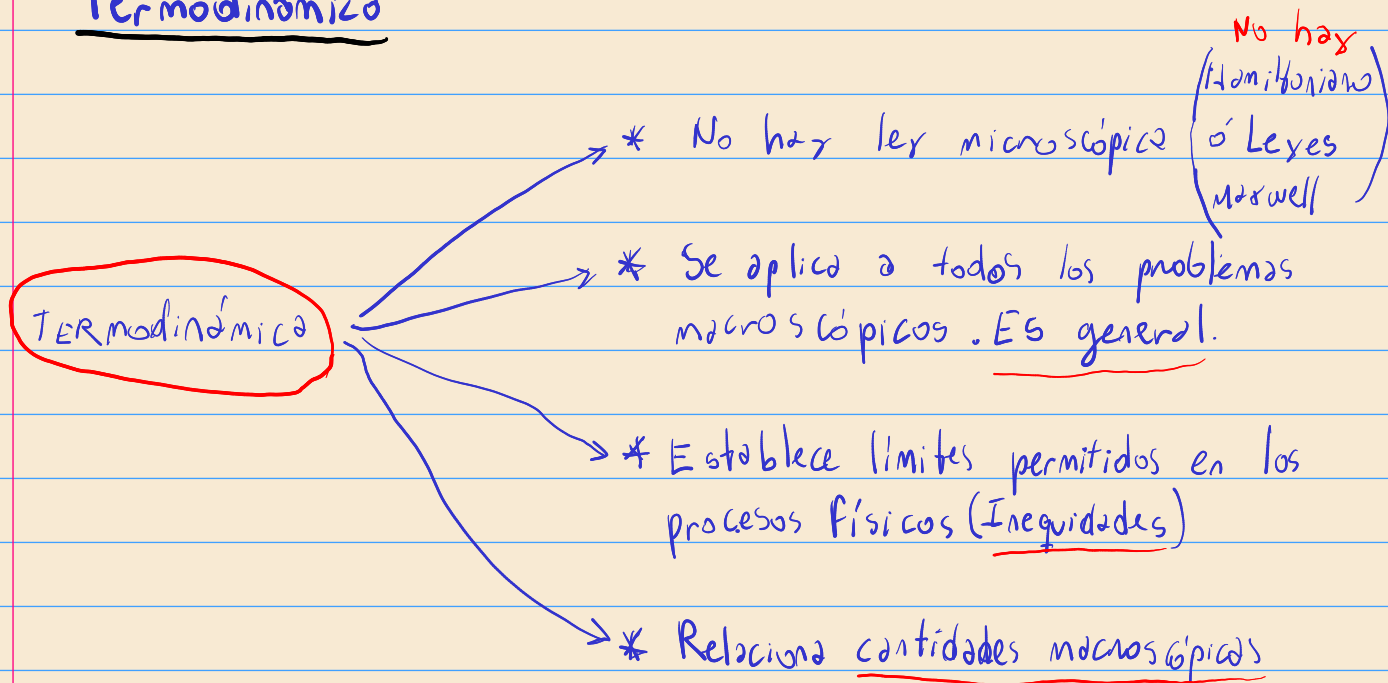 Termodinámico
No hay
(Hamiltoniano
* No hay ley microscópica ó Leyes
Maxwell)
* Se aplica a todos los problemas
macroscópicos. Es general.
TERmodinámica
* Establece límites permitidos en los
procesos físicos (Inequidades)
* Relaciona cantidades macroscópicas